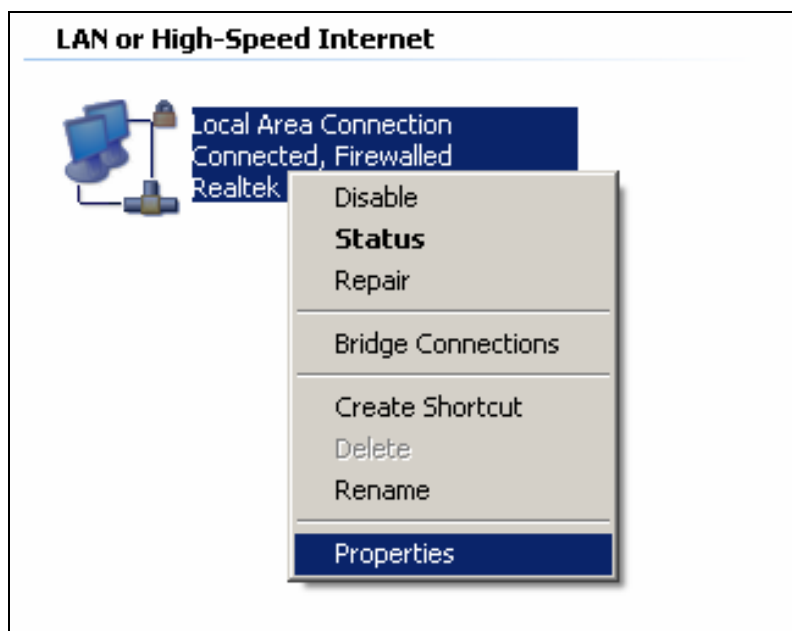 LAN or High-Speed Internet
Local Area Connection
Connected, Firewalled
Realtek
Disable
Status
Repair
Bridge Connections
Create Shortcut
Delete
Rename
Properties